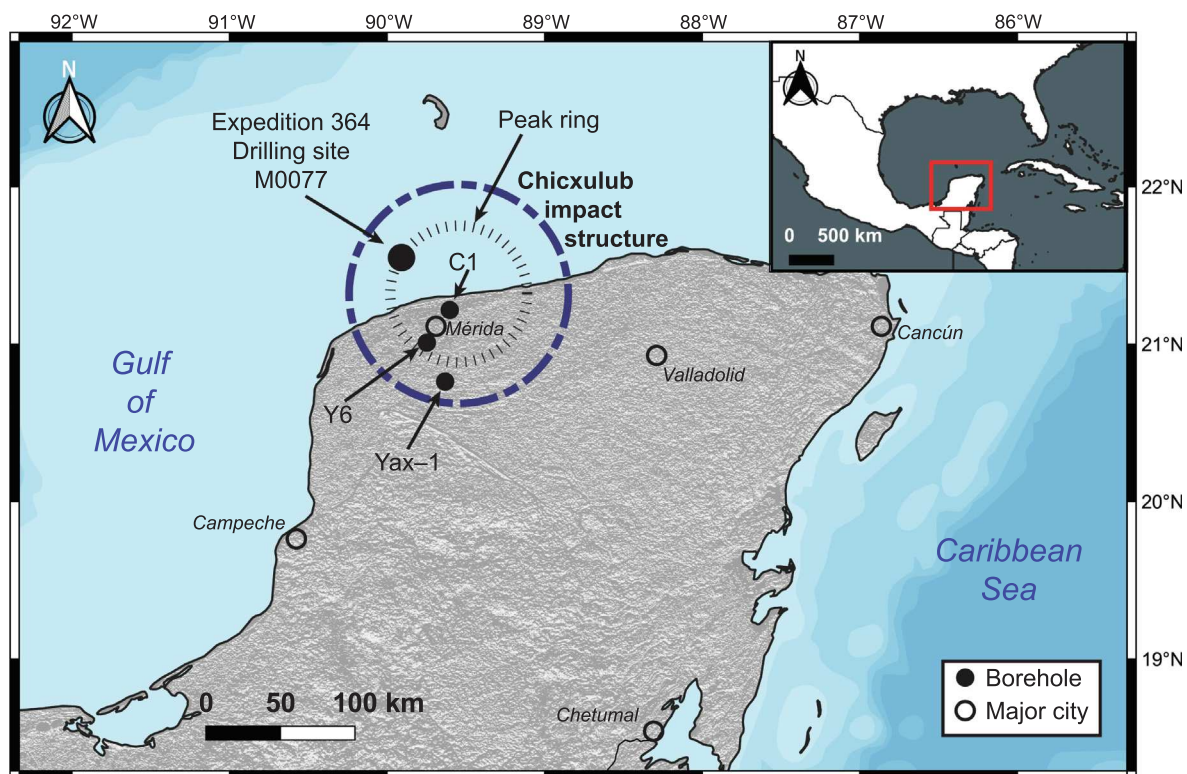 92°W 91°W 90°W 89°W 88°W 87°W 86°W
N
Expedition 364
Drilling site
M0077
Peak ring
Chicxulub
impact
structure
N
0 500 km
22°N
C1
Mérida
Cancún
21°N
Valladolid
Gulf
of
Mexico
Y6
Yax–1
20°N
Campeche
Caribbean
Sea
19°N
0 50 100 km
Chetumal
Borehole
Major city